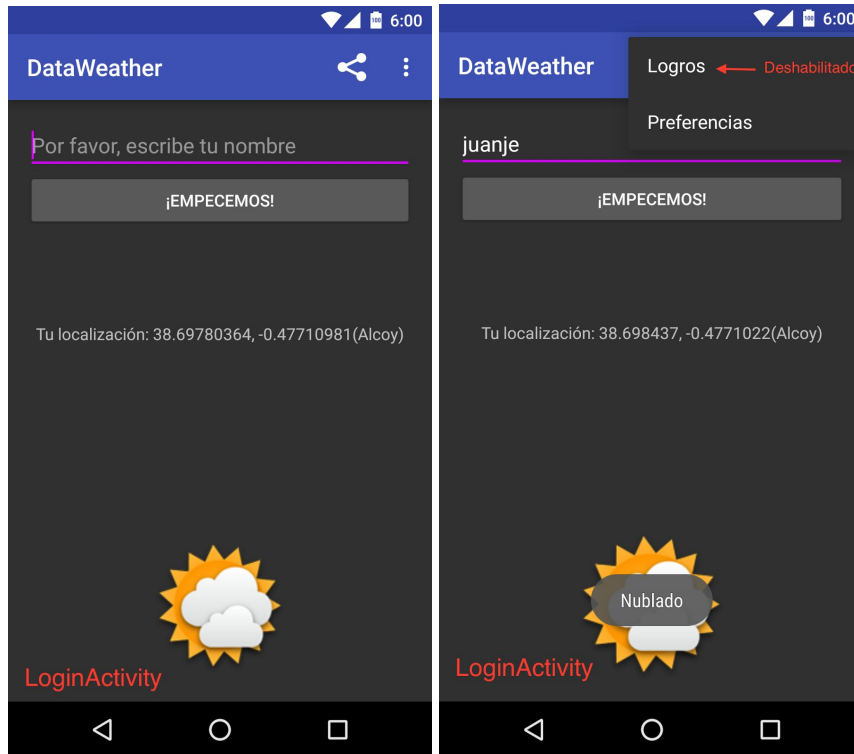 6:00
DataWeather
Por favor, escribe tu nombre
¡EMPECEMOS!
Tu localización: 38.69780364, -0.47710981(Alcoy)
LoginActivity
6:00
DataWeather
Logros
Deshabilitado
Preferencias
juanje
¡EMPECEMOS!
Tu localización: 38.698437, -0.4771022(Alcoy)
Nublado
LoginActivity